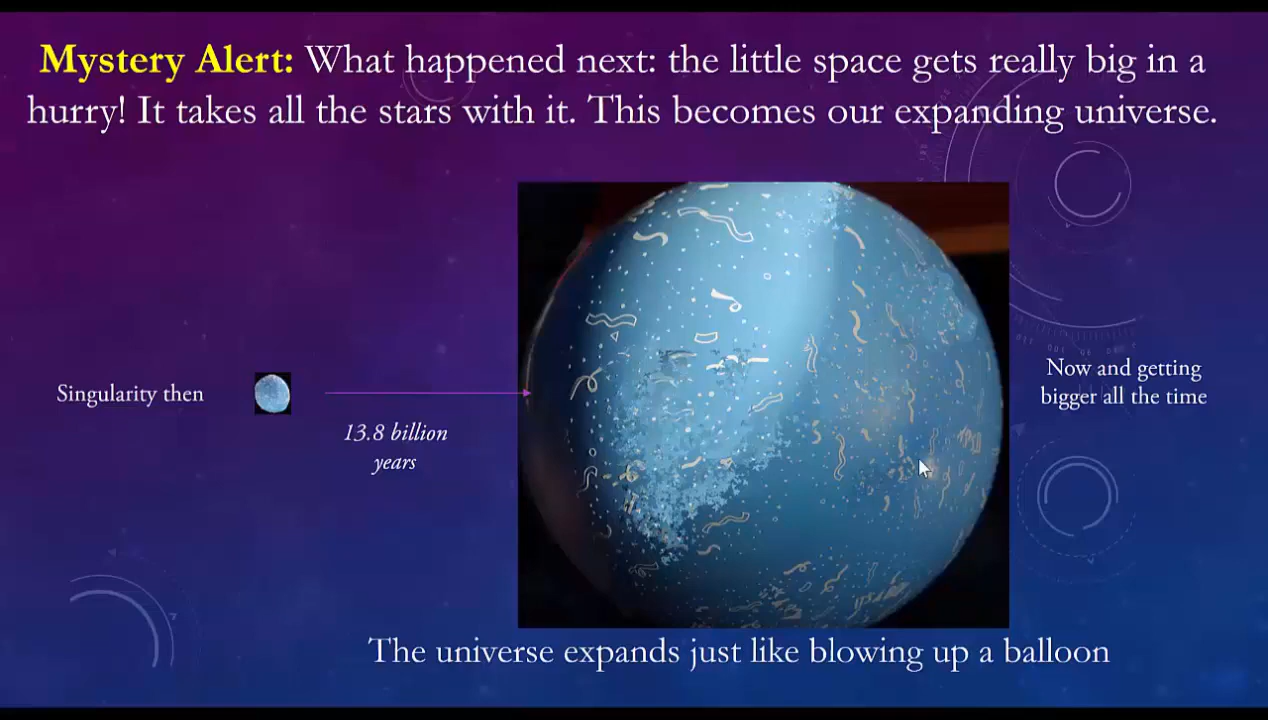 Mystery Alert: What happened next: the little space gets really big in a
hurry! It takes all the stars with it. This becomes our expanding universe.
Singularity then
13.8 billion
years
Now and getting
bigger all the time
The universe expands just like blowing up a balloon